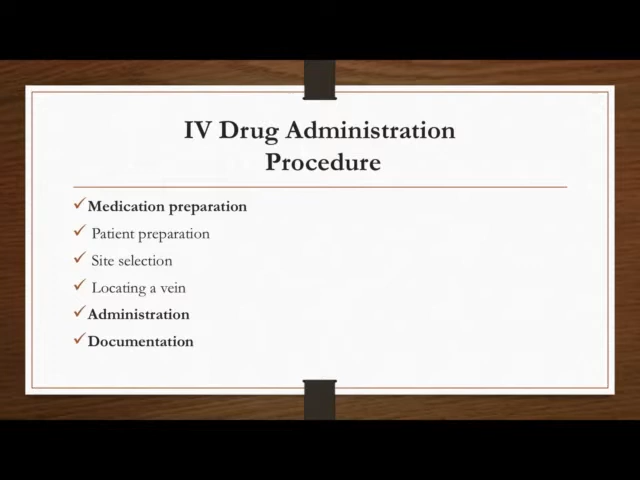 IV Drug Administration
Procedure
✓Medication preparation
✓ Patient preparation
✓ Site selection
✓ Locating a vein
✓Administration
✓Documentation